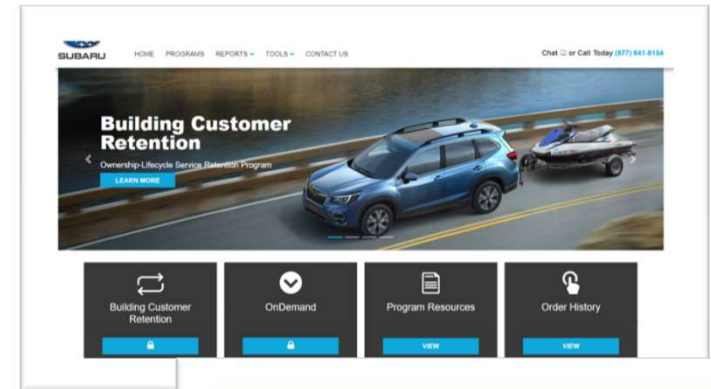 SUBARU
HOME PROGRAMS REPORTS TOOLS CONTACT US
Chat or Call Today (877) 641-8154
Building Customer
Retention
Ownership-Lifecycle Service Retention Program
LEARN MORE
Building Customer
Retention
OnDemand
Program Resources
VIEW
Order History
VIEW